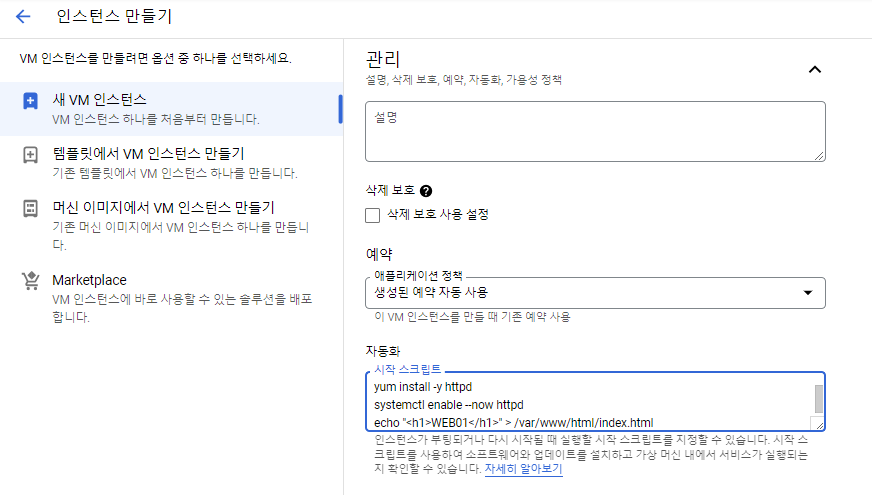 인스턴스 만들기
VM 인스턴스를 만들려면 옵션 중 하나를 선택하세요.
새 VM 인스턴스
VM 인스턴스 하나를 처음부터 만듭니다.
템플릿에서 VM 인스턴스 만들기
기존 템플릿에서 VM 인스턴스 하나를 만듭니다.
머신 이미지에서 VM 인스턴스 만들기
기존 머신 이미지에서 VM 인스턴스 하나를 만듭니
다.
Marketplace
VM 인스턴스에 바로 사용할 수 있는 솔루션을 배포
합니다.
관리
설명, 삭제 보호, 예약, 자동화, 가용성 정책
설명
삭제 보호
삭제 보호 사용 설정
예약
애플리케이션 정책
생성된 예약 자동 사용
이 VM 인스턴스를 만들 때 기존 예약 사용
자동화
시작 스크립트
yum install -y httpd
systemctl enable --now httpd
echo "<h1>WEB01</h1>" > /var/www/html/index.html
인스턴스가 부팅되거나 다시 시작될 때 실행할 시작 스크립트를 지정할 수 있습니다. 시작 스
크립트를 사용하여 소프트웨어와 업데이트를 설치하고 가상 머신 내에서 서비스가 실행되는
지 확인할 수 있습니다. 자세히 알아보기